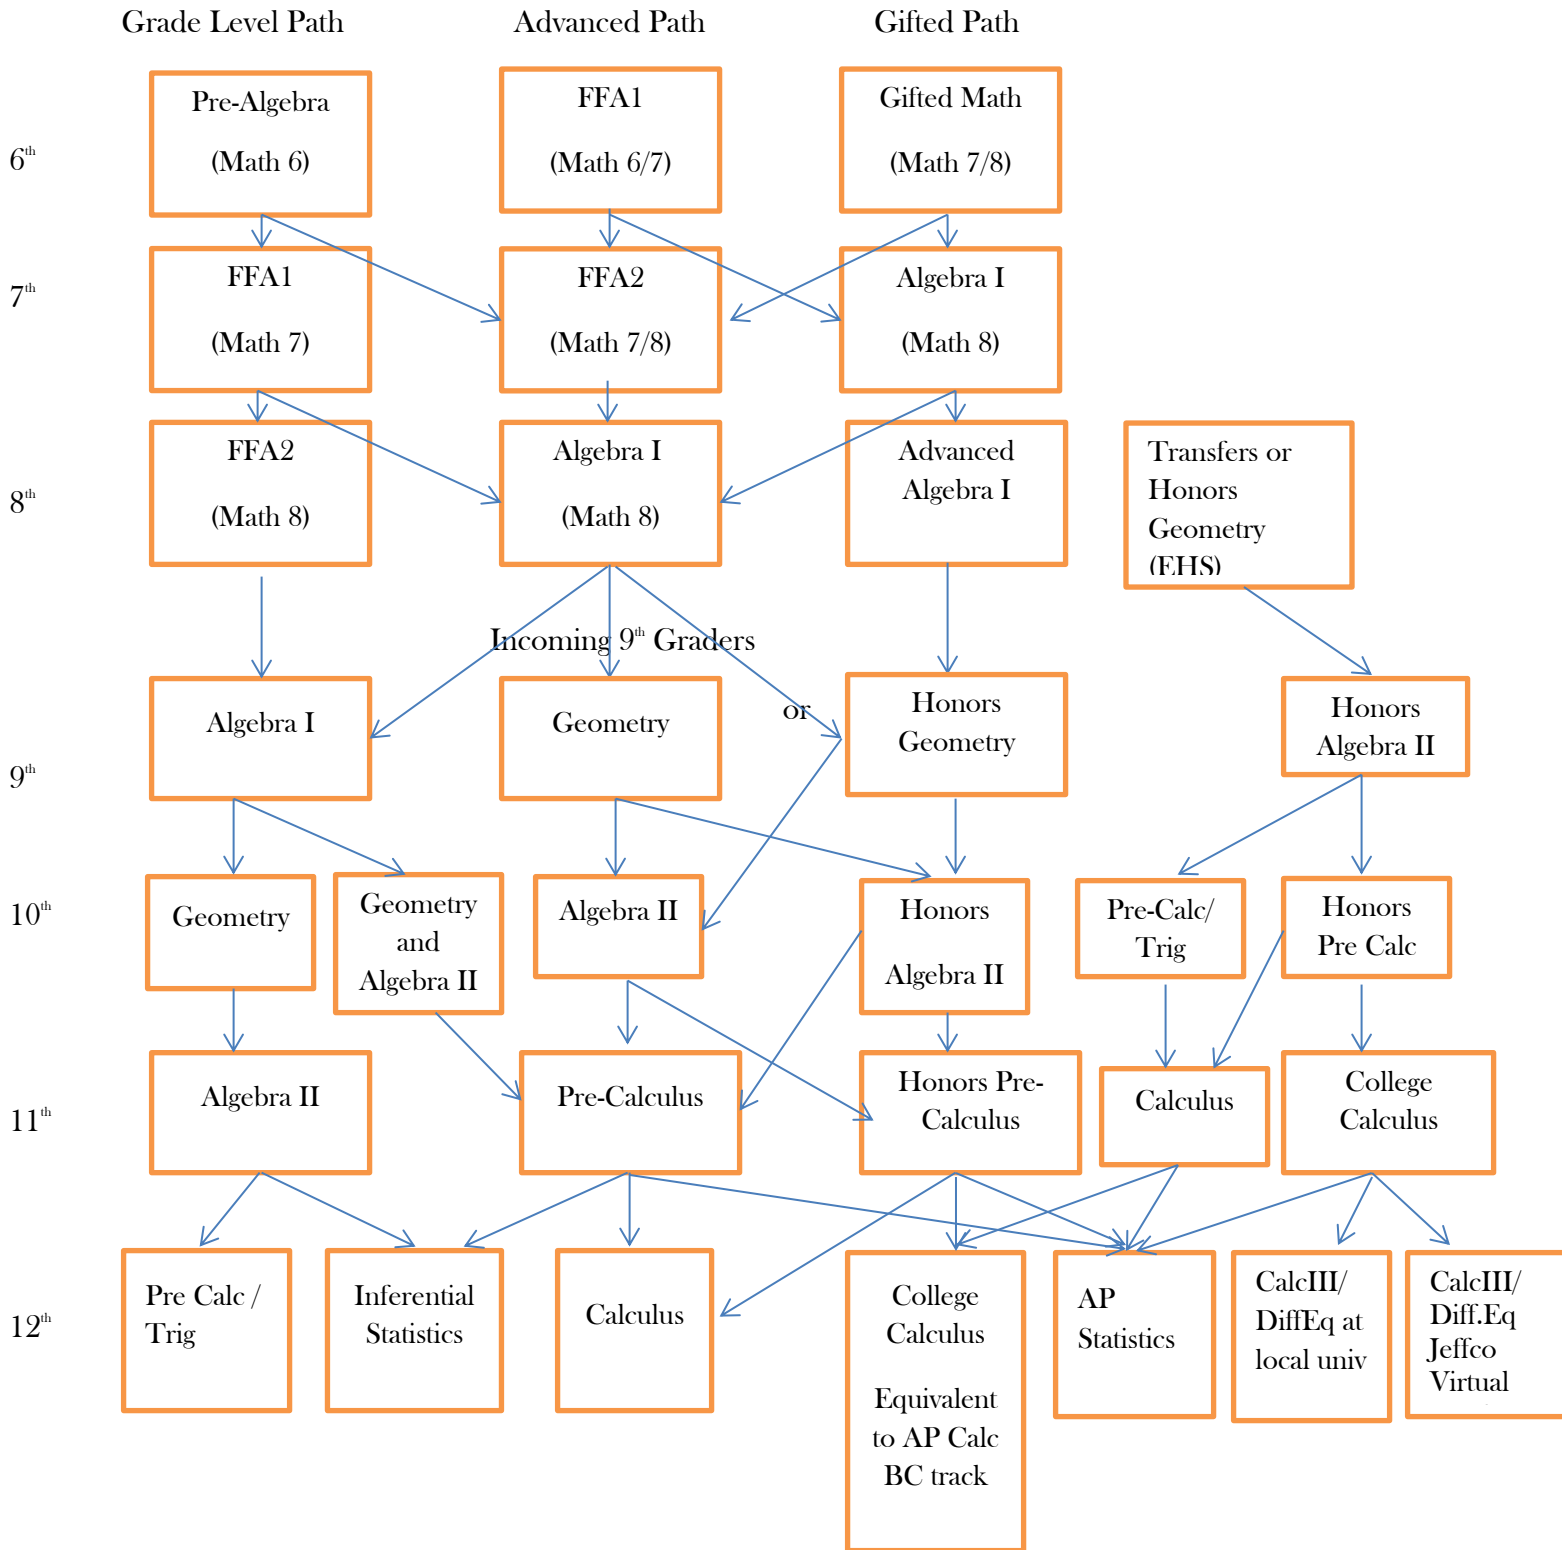 Grade Level Path
Advanced Path
Gifted Path
6th
Pre-Algebra
(Math 6)
FFA1
(Math 6/7)
Gifted Math
(Math 7/8)
7th
FFA1
(Math 7)
FFA2
(Math 7/8)
Algebra I
(Math 8)
8th
FFA2
(Math 8)
Algebra I
(Math 8)
Advanced
Algebra I
Transfers or
Honors
Geometry
(EHS)
Incoming 9th Graders
9th
Algebra I
Geometry
or
Honors
Geometry
Honors
Algebra II
10th
Geometry
Geometry
and
Algebra II
Algebra II
Honors
Algebra II
Pre-Calc/
Trig
Honors
Pre Calc
11th
Algebra II
Pre-Calculus
Honors Pre-
Calculus
Calculus
College
Calculus
12th
Pre Calc /
Trig
Inferential
Statistics
Calculus
College
Calculus
Equivalent
to AP Calc
BC track
AP
Statistics
CalcIII/
DiffEq at
local univ
CalcIII/
Diff.Eq
Jeffco
Virtual